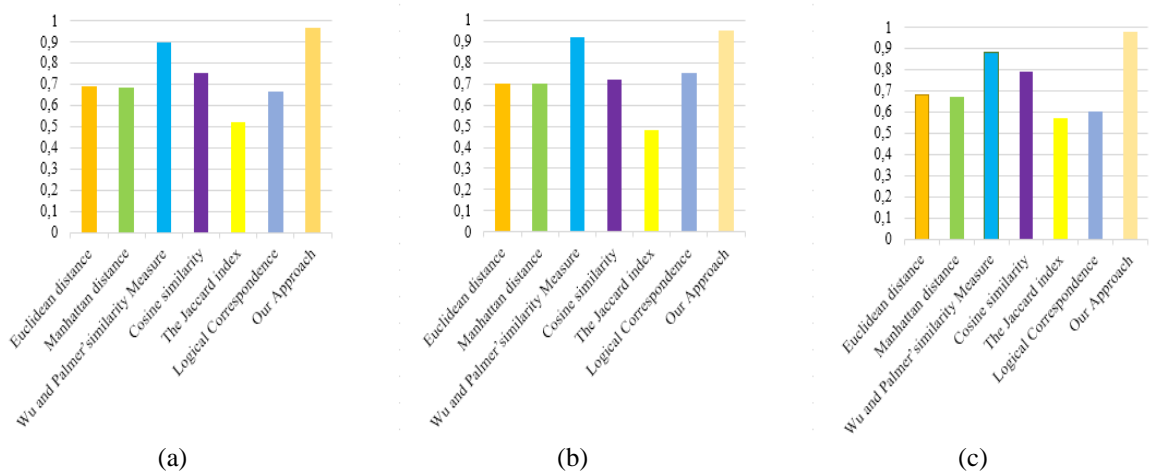 1
0,9
0,8
0,7
0,6
0,5
0,4
0,3
0,2
0,1
0
Euclidean distance
Manhattan distance
Wu and Palmer'similarity Measure
Cosine similarity
The Jaccard index
Logical Correspondence
Our Approach
(a)
1
0,9
0,8
0,7
0,6
0,5
0,4
0,3
0,2
0,1
0
Euclidean distance
Manhattan distance
Wu and Palmer'similarity Measure
Cosine similarity
The Jaccard index
Logical Correspondence
Our Approach
(b)
1
0,9
0,8
0,7
0,6
0,5
0,4
0,3
0,2
0,1
0
Euclidean distance
Manhattan distance
Wu and Palmer' similarity Measure
Cosine similarity
The Jaccard index
Logical Correspondence
Our Approach
(c)